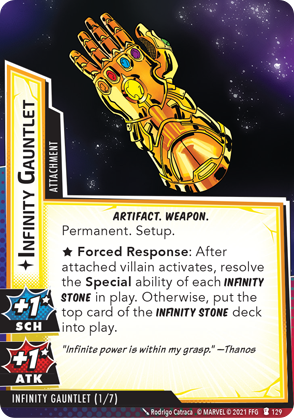 Infinity Gauntlet
ATTACHMENT
ARTIFACT. WEAPON.
Permanent. Setup.
★ Forced Response: After
attached villain activates, resolve
the Special ability of each INFINITY
STONE in play. Otherwise, put the
top card of the INFINITY STONE deck
into play.
"Infinite power is within my grasp." —Thanos
+1★
SCH
+1★
ATK
INFINITY GAUNTLET (1/7)
Rodrigo Catraca © MARVEL © 2021 FFG 129